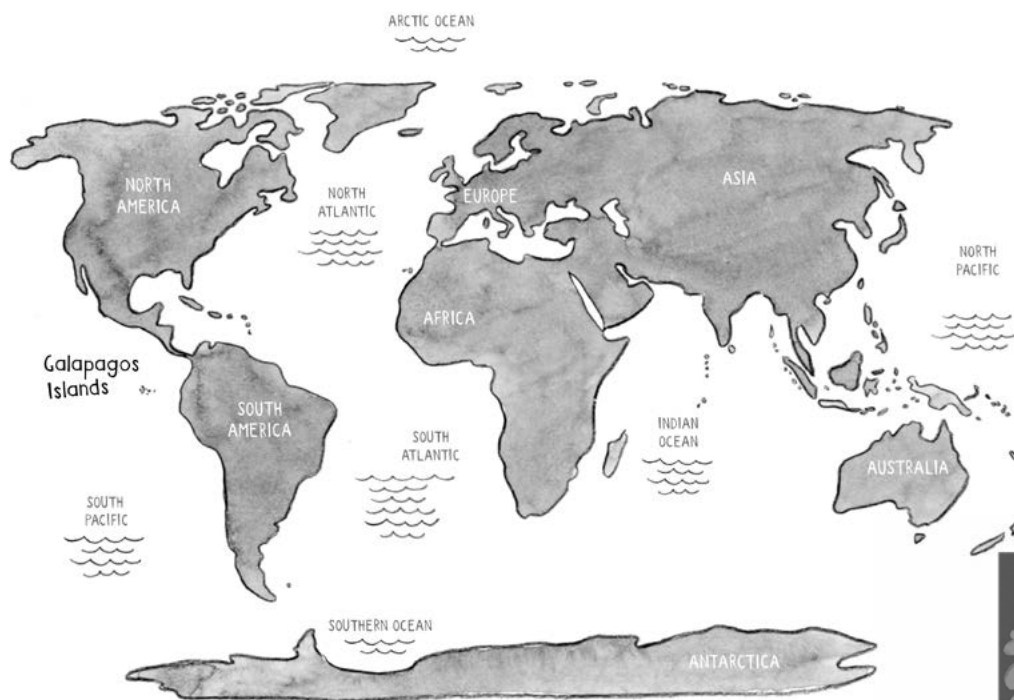 ARCTIC OCEAN
NORTH
AMERICA
NORTH
ATLANTIC
EUROPE
ASIA
NORTH
PACIFIC
AFRICA
Galapagos
Islands
SOUTH
AMERICA
SOUTH
ATLANTIC
INDIAN
OCEAN
AUSTRALIA
SOUTH
PACIFIC
SOUTHERN OCEAN
ANTARCTICA